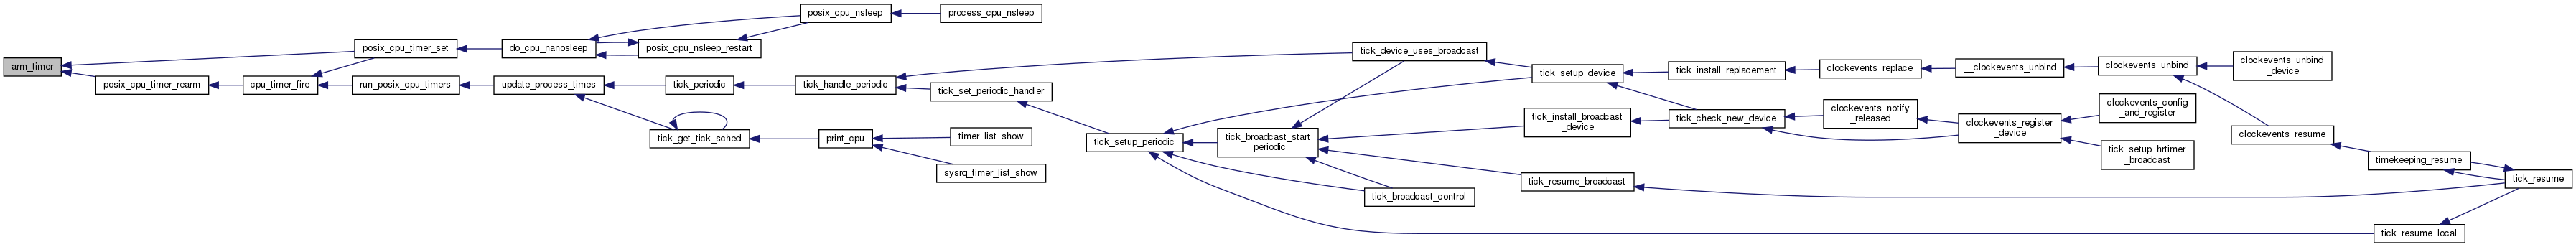 arm_timer
posix_cpu_timer_set
posix_cpu_timer_rearm
cpu_timer_fire
do_cpu_nanosleep
run_posix_cpu_timers
posix_cpu_nsleep
process_cpu_nsleep
posix_cpu_nsleep_restart
update_process_times
tick_periodic
tick_get_tick_sched
tick_handle_periodic
print_cpu
tick_set_periodic_handler
timer_list_show
sysrq_timer_list_show
tick_setup_periodic
tick_device_uses_broadcast
tick_broadcast_start
_periodic
tick_broadcast_control
tick_setup_device
tick_install_broadcast
_device
tick_resume_broadcast
tick_install_replacement
tick_check_new_device
clockevents_replace
clockevents_notify
_released
__clockevents_unbind
clockevents_register
_device
clockevents_unbind
clockevents_config
_and_register
tick_setup_hrtimer
_broadcast
clockevents_unbind
_device
clockevents_resume
timekeeping_resume
tick_resume_local
tick_resume